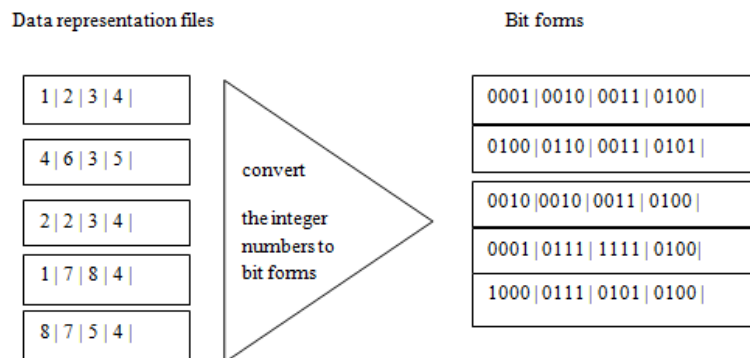 Data representation files
Bit forms
1 | 2 | 3 | 4 |
4 | 6 | 3 | 5 |
2 | 2 | 3 | 4 |
1 | 7 | 8 | 4 |
8 | 7 | 5 | 4 |
convert
the integer
numbers to
bit forms
0001 | 0010 | 0011 | 0100 |
0100 | 0110 | 0011 | 0101 |
0010 |0010 | 0011 | 0100 |
0001 | 0111 | 1111 | 0100|
1000 | 0111 | 0101 | 0100 |